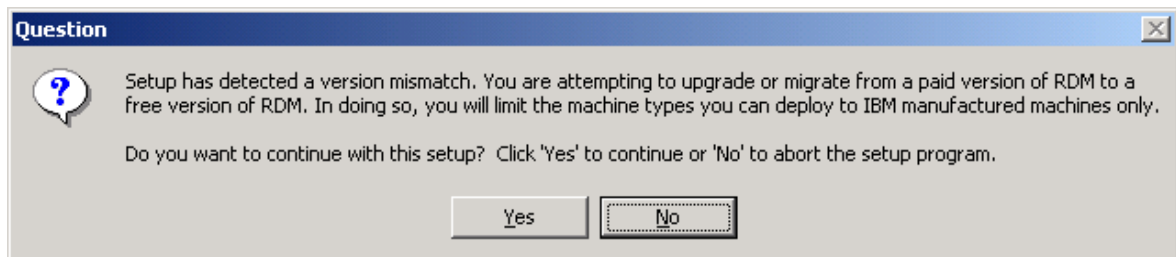 Question
Setup has detected a version mismatch. You are attempting to upgrade or migrate from a paid version of RDM to a
free version of RDM. In doing so, you will limit the machine types you can deploy to IBM manufactured machines only.
Do you want to continue with this setup?  Click 'Yes' to continue or 'No' to abort the setup program.
Yes
No